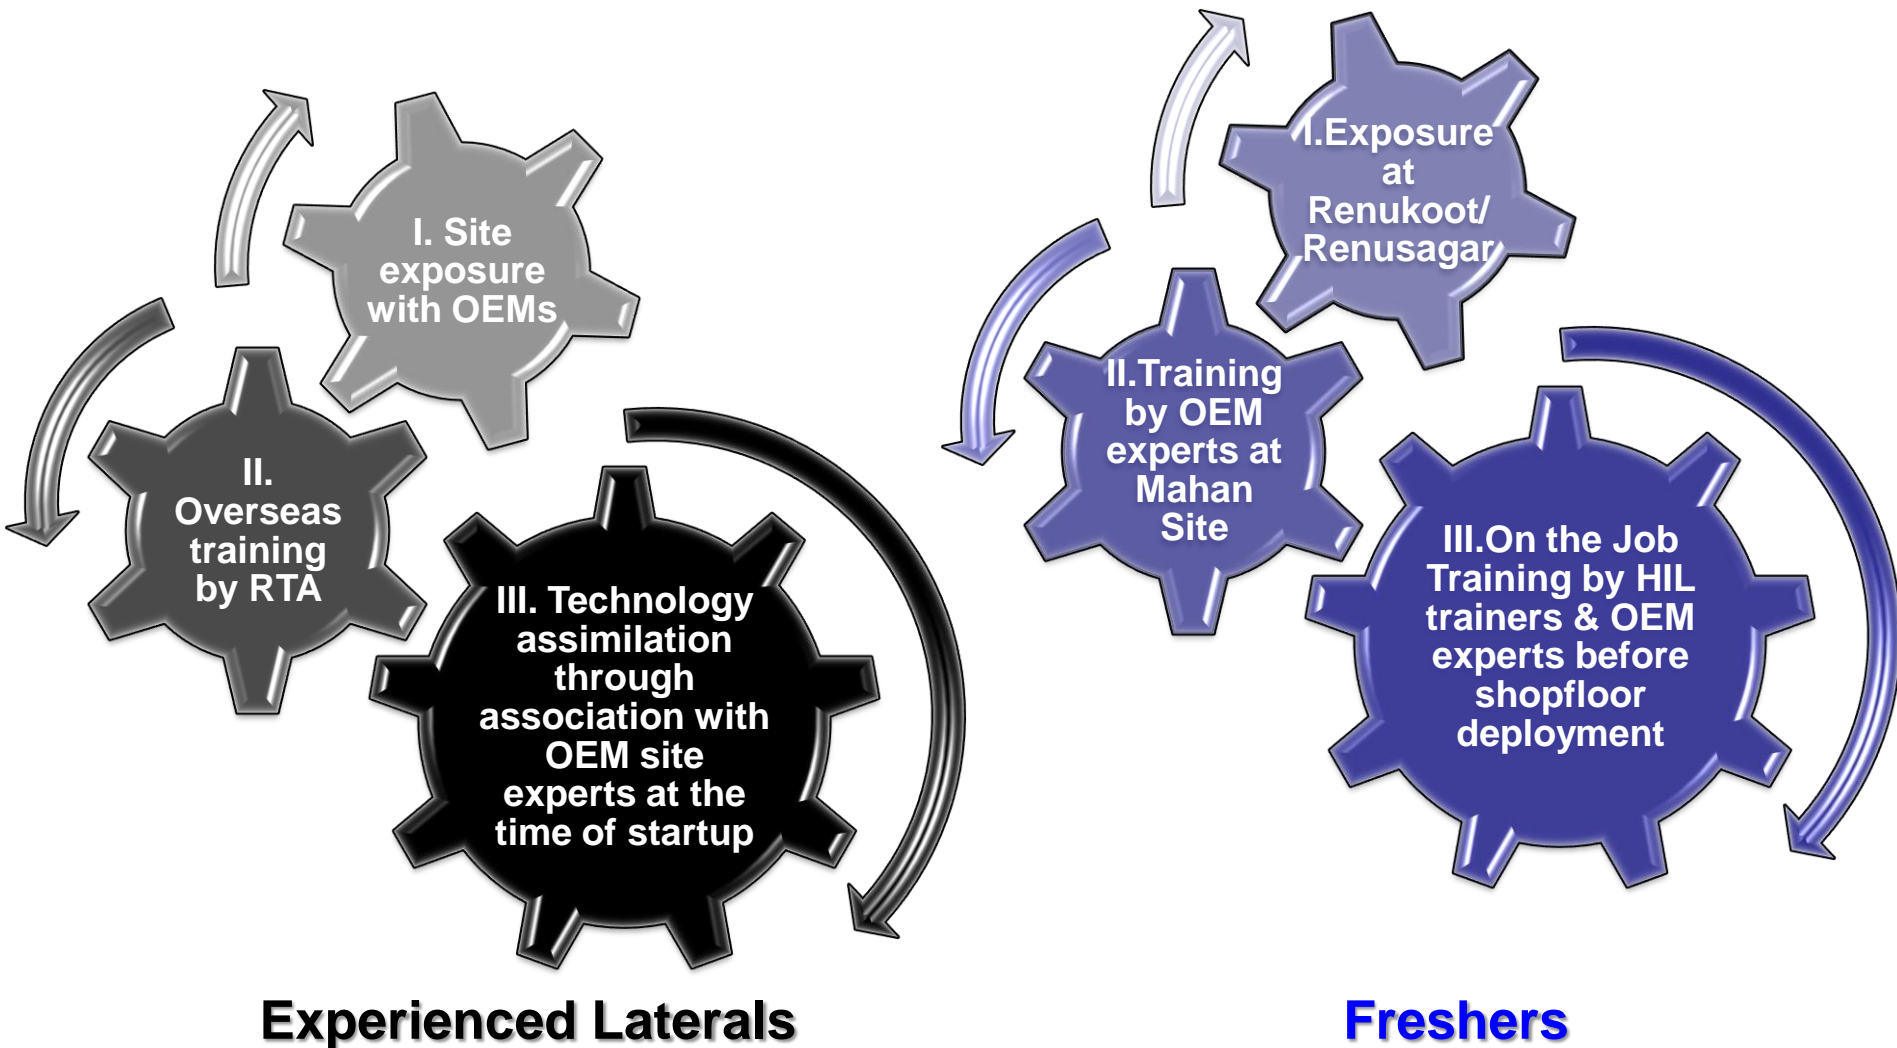 I. Site
exposure
with OEMs
II.
Overseas
training
by RTA
III. Technology
assimilation
through
association with
OEM site
experts at the
time of startup
Experienced Laterals
I.Exposure
at
Renukoot/
Renusagar
II.Training
by OEM
experts at
Mahan
Site
III.On the Job
Training by HIL
trainers & OEM
experts before
shopfloor
deployment
Freshers